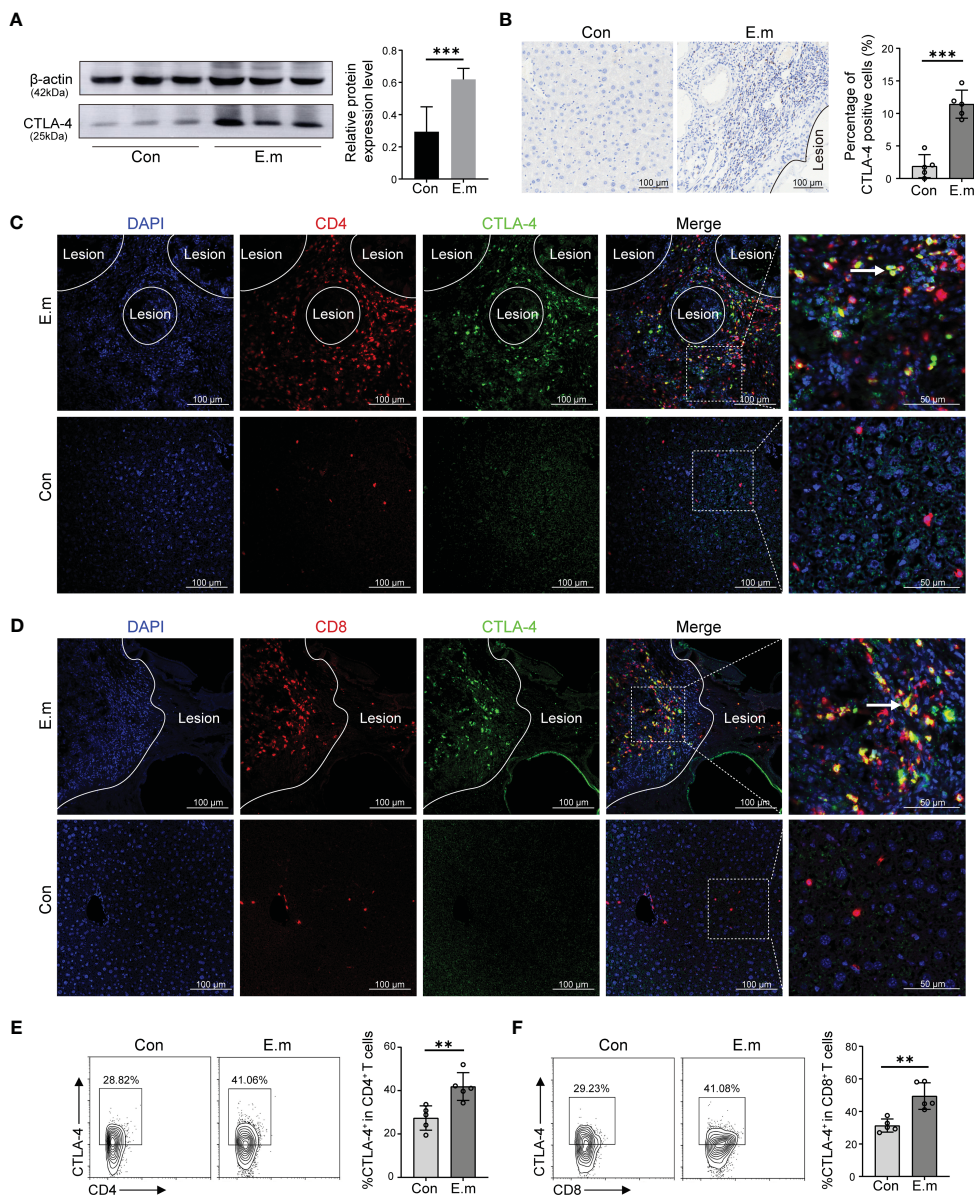 A
β-actin
(42kDa)
CTLA-4
(25kDa)
Con
E.m
Relative protein
expression level
0.8
0.6
0.4
0.2
0.0
***
Con
E.m
B
Con
E.m
100 μm
Lesion
100 μm
Percentage of
CTLA-4 positive cells (%)
20
15
10
5
0
***
Con
E.m
C
DAPI
CD4
CTLA-4
Merge
E.m
Lesion
Lesion
Lesion
100 μm
Lesion
Lesion
Lesion
100 μm
Lesion
Lesion
Lesion
100 μm
Lesion
Lesion
Lesion
100 μm
50 μm
Con
100 μm
100 μm
100 μm
100 μm
50 μm
D
DAPI
CD8
CTLA-4
Merge
E.m
Lesion
100 μm
Lesion
100 μm
Lesion
100 μm
Lesion
100 μm
50 μm
Con
100 μm
100 μm
100 μm
100 μm
50 μm
E
Con
E.m
28.82%
41.06%
CTLA-4
CD4
%CTLA-4⁺ in CD4⁺ T cells
60
40
20
0
**
Con
E.m
F
Con
E.m
29.23%
41.08%
CTLA-4
CD8
%CTLA-4⁺ in CD8⁺ T cells
80
60
40
20
0
**
Con
E.m